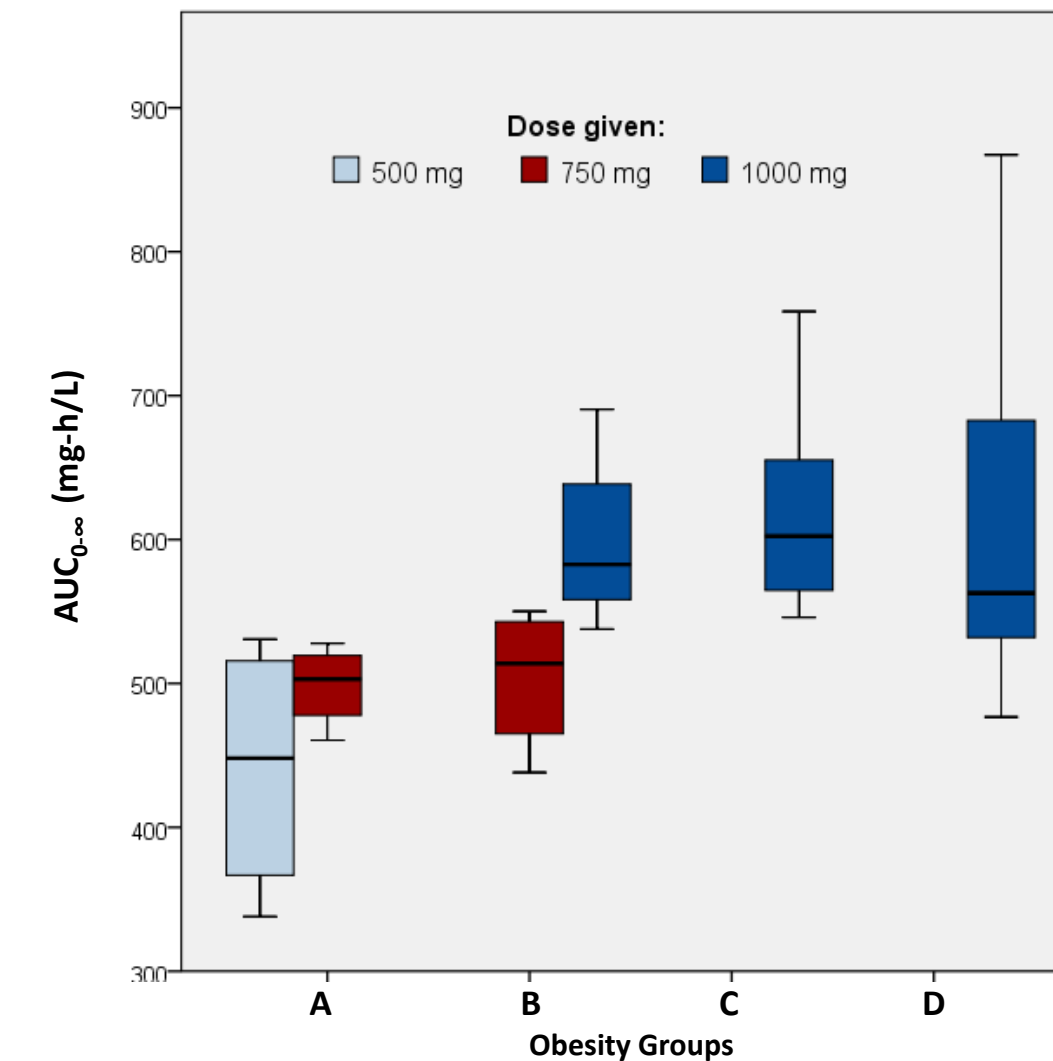 900
Dose given:
500 mg 750 mg 1000 mg
800
700
AUC0-∞ (mg-h/L)
600
500
400
300
A B C D
Obesity Groups